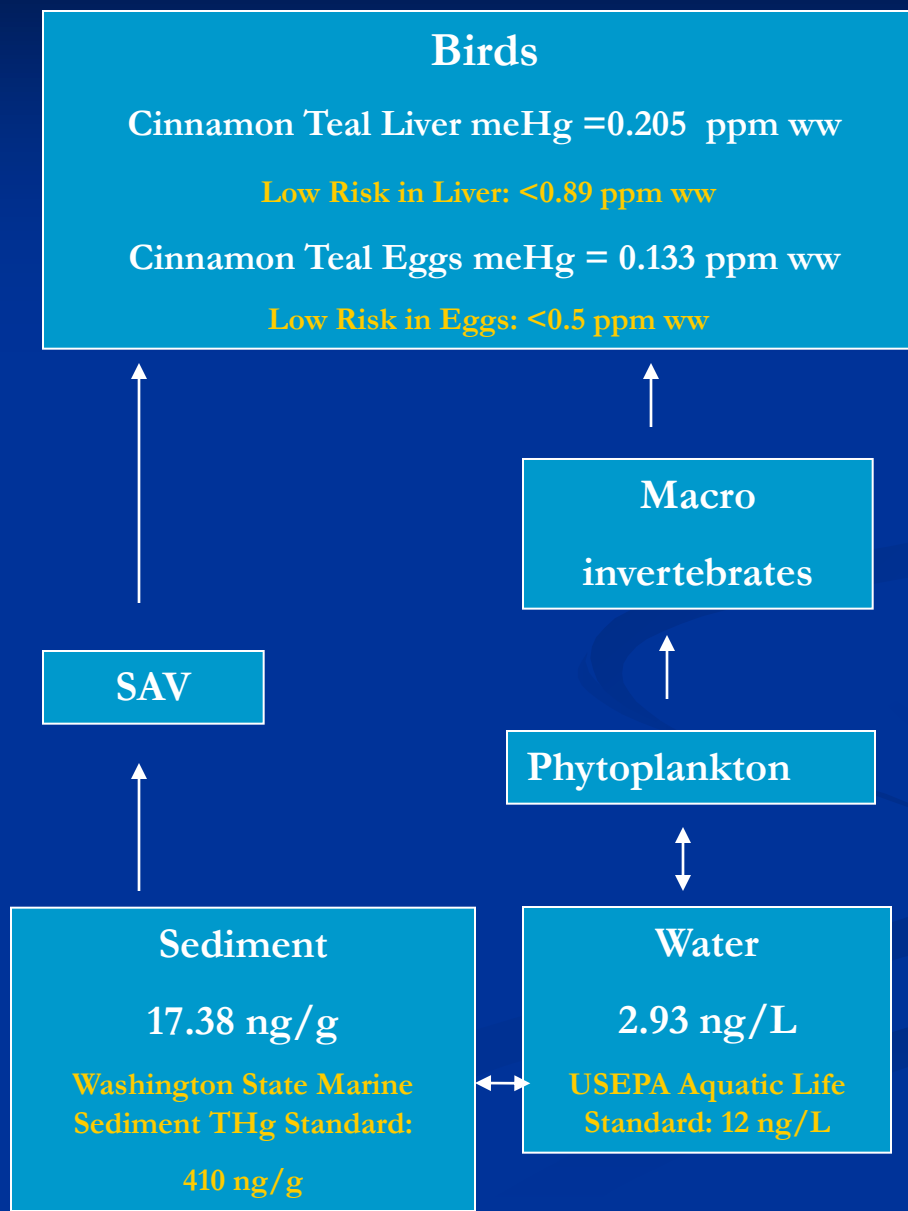 Birds
Cinnamon Teal Liver meHg =0.205 ppm ww
Low Risk in Liver: <0.89 ppm ww
Cinnamon Teal Eggs meHg = 0.133 ppm ww
Low Risk in Eggs: <0.5 ppm ww
Macro
invertebrates
SAV
Phytoplankton
Sediment
17.38 ng/g
Washington State Marine
Sediment THg Standard:
410 ng/g
Water
2.93 ng/L
USEPA Aquatic Life
Standard: 12 ng/L